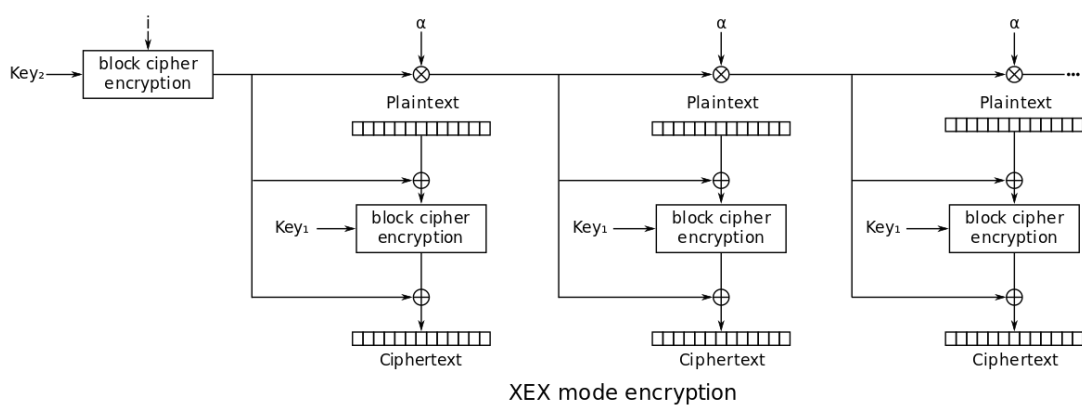 i
α
α
α
Key₂
block cipher
encryption
...
Plaintext
Plaintext
Plaintext
Key₁
block cipher
encryption
Key₁
block cipher
encryption
Key₁
block cipher
encryption
Ciphertext
Ciphertext
Ciphertext
XEX mode encryption